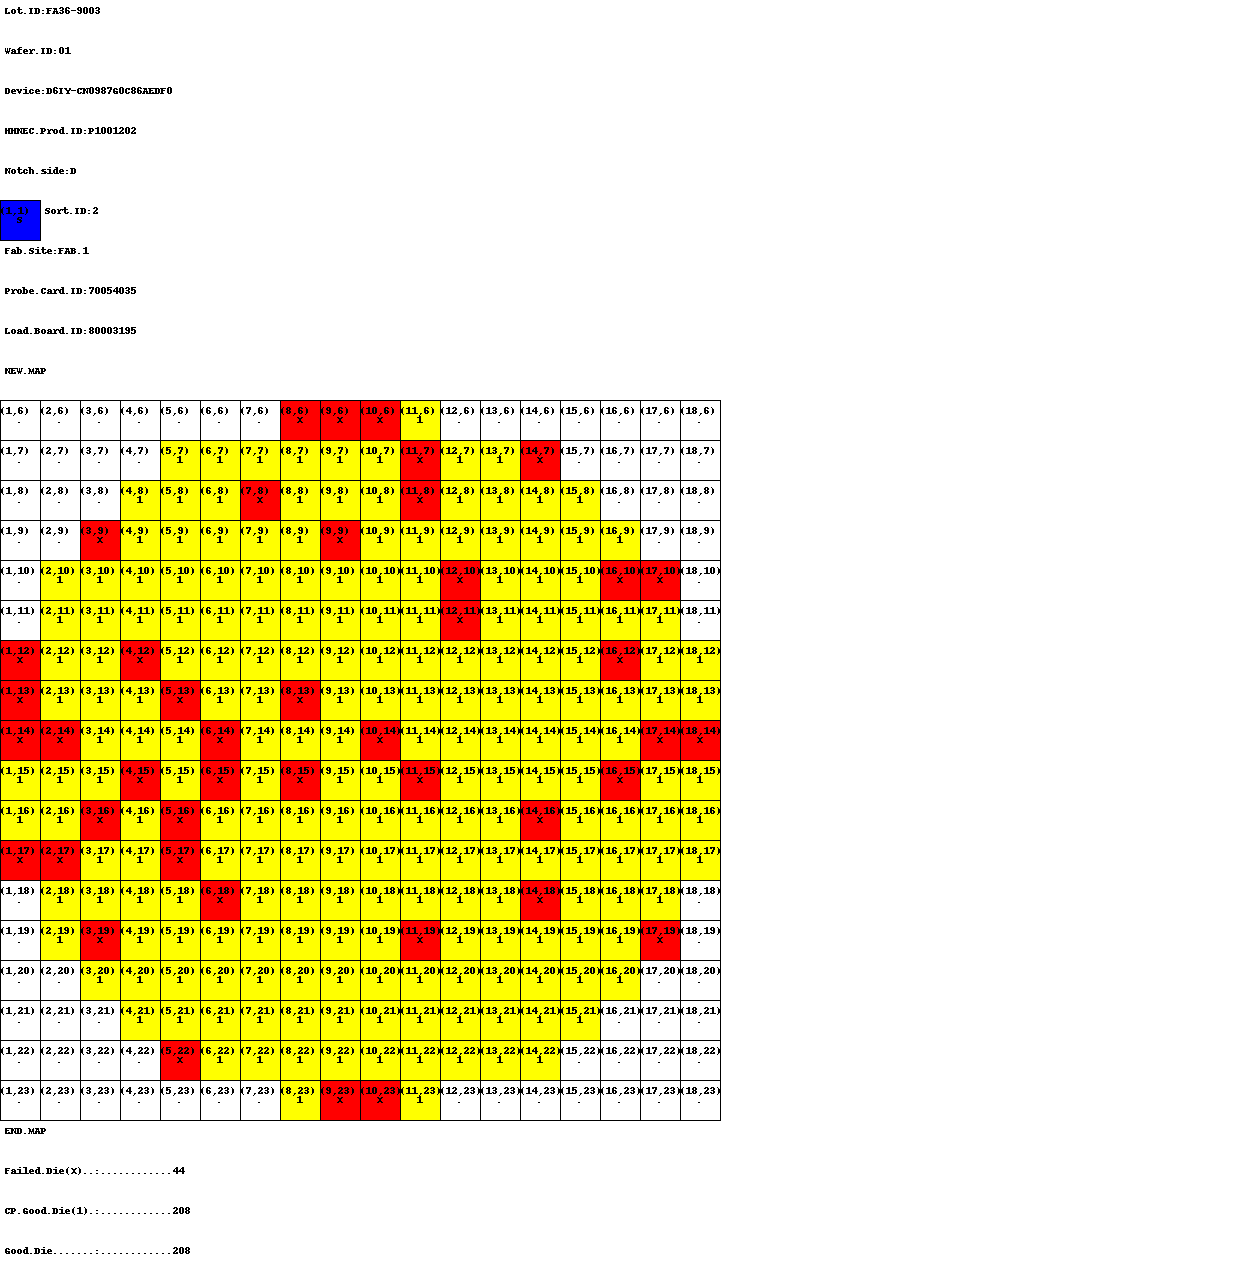 Lot.ID:FA36-9003
Wafer.ID:01
Device:D6IY-CN0987G0C86AEDF0
HHNEC.Prod.ID:P1001202
Notch.side:D
(1,1) Sort.ID:2
S
Fab.Site:FAB.1
Probe.Card.ID:70054035
Load.Board.ID:80003195
NEW.MAP
(1,6) (2,6) (3,6) (4,6) (5,6) (6,6) (7,6) (8,6) (9,6) (10,6) (11,6) (12,6) (13,6) (14,6) (15,6) (16,6) (17,6) (18,6)
. . . . . . . X X X 1 . . . . . . .
(1,7) (2,7) (3,7) (4,7) (5,7) (6,7) (7,7) (8,7) (9,7) (10,7) (11,7) (12,7) (13,7) (14,7) (15,7) (16,7) (17,7) (18,7)
. . . . 1 1 1 1 1 1 X 1 1 X . . . .
(1,8) (2,8) (3,8) (4,8) (5,8) (6,8) (7,8) (8,8) (9,8) (10,8) (11,8) (12,8) (13,8) (14,8) (15,8) (16,8) (17,8) (18,8)
. . . 1 1 1 X 1 1 1 X 1 1 1 1 . . .
(1,9) (2,9) (3,9) (4,9) (5,9) (6,9) (7,9) (8,9) (9,9) (10,9) (11,9) (12,9) (13,9) (14,9) (15,9) (16,9) (17,9) (18,9)
. . X 1 1 1 1 1 X 1 1 1 1 1 1 1 . .
(1,10) (2,10) (3,10) (4,10) (5,10) (6,10) (7,10) (8,10) (9,10) (10,10) (11,10) (12,10) (13,10) (14,10) (15,10) (16,10) (17,10) (18,10)
. 1 1 1 1 1 1 1 1 1 1 X 1 1 1 X X .
(1,11) (2,11) (3,11) (4,11) (5,11) (6,11) (7,11) (8,11) (9,11) (10,11) (11,11) (12,11) (13,11) (14,11) (15,11) (16,11) (17,11) (18,11)
. 1 1 1 1 1 1 1 1 1 1 X 1 1 1 1 1 .
(1,12) (2,12) (3,12) (4,12) (5,12) (6,12) (7,12) (8,12) (9,12) (10,12) (11,12) (12,12) (13,12) (14,12) (15,12) (16,12) (17,12) (18,12)
X 1 1 X 1 1 1 1 1 1 1 1 1 1 1 X 1 1
(1,13) (2,13) (3,13) (4,13) (5,13) (6,13) (7,13) (8,13) (9,13) (10,13) (11,13) (12,13) (13,13) (14,13) (15,13) (16,13) (17,13) (18,13)
X 1 1 1 X 1 1 X 1 1 1 1 1 1 1 1 1 1
(1,14) (2,14) (3,14) (4,14) (5,14) (6,14) (7,14) (8,14) (9,14) (10,14) (11,14) (12,14) (13,14) (14,14) (15,14) (16,14) (17,14) (18,14)
X X 1 1 1 X 1 1 1 X 1 1 1 1 1 1 X X
(1,15) (2,15) (3,15) (4,15) (5,15) (6,15) (7,15) (8,15) (9,15) (10,15) (11,15) (12,15) (13,15) (14,15) (15,15) (16,15) (17,15) (18,15)
1 1 1 X 1 X 1 X 1 1 X 1 1 1 1 X 1 1
(1,16) (2,16) (3,16) (4,16) (5,16) (6,16) (7,16) (8,16) (9,16) (10,16) (11,16) (12,16) (13,16) (14,16) (15,16) (16,16) (17,16) (18,16)
1 1 X 1 X 1 1 1 1 1 1 1 1 X 1 1 1 1
(1,17) (2,17) (3,17) (4,17) (5,17) (6,17) (7,17) (8,17) (9,17) (10,17) (11,17) (12,17) (13,17) (14,17) (15,17) (16,17) (17,17) (18,17)
X X 1 1 X 1 1 1 1 1 1 1 1 1 1 1 1 1
(1,18) (2,18) (3,18) (4,18) (5,18) (6,18) (7,18) (8,18) (9,18) (10,18) (11,18) (12,18) (13,18) (14,18) (15,18) (16,18) (17,18) (18,18)
. 1 1 1 1 X 1 1 1 1 1 1 1 X 1 1 1 .
(1,19) (2,19) (3,19) (4,19) (5,19) (6,19) (7,19) (8,19) (9,19) (10,19) (11,19) (12,19) (13,19) (14,19) (15,19) (16,19) (17,19) (18,19)
. 1 X 1 1 1 1 1 1 1 X 1 1 1 1 1 X .
(1,20) (2,20) (3,20) (4,20) (5,20) (6,20) (7,20) (8,20) (9,20) (10,20) (11,20) (12,20) (13,20) (14,20) (15,20) (16,20) (17,20) (18,20)
. . 1 1 1 1 1 1 1 1 1 1 1 1 1 1 . .
(1,21) (2,21) (3,21) (4,21) (5,21) (6,21) (7,21) (8,21) (9,21) (10,21) (11,21) (12,21) (13,21) (14,21) (15,21) (16,21) (17,21) (18,21)
. . . 1 1 1 1 1 1 1 1 1 1 1 1 . . .
(1,22) (2,22) (3,22) (4,22) (5,22) (6,22) (7,22) (8,22) (9,22) (10,22) (11,22) (12,22) (13,22) (14,22) (15,22) (16,22) (17,22) (18,22)
. . . . X 1 1 1 1 1 1 1 1 1 . . . .
(1,23) (2,23) (3,23) (4,23) (5,23) (6,23) (7,23) (8,23) (9,23) (10,23) (11,23) (12,23) (13,23) (14,23) (15,23) (16,23) (17,23) (18,23)
. . . . . . . 1 X X 1 . . . . . . .
END.MAP
Failed.Die(X)..:............44
CP.Good.Die(1).:............208
Good.Die.......:............208